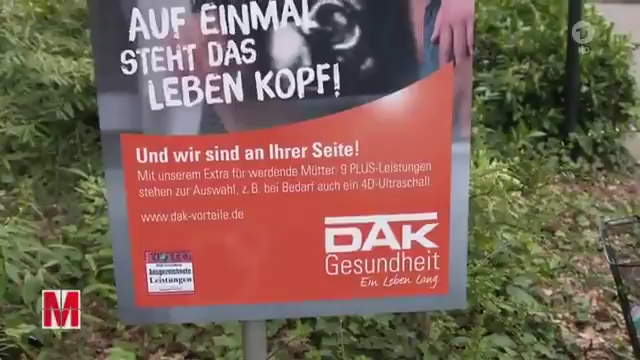 AUF EINMAL
STEHT DAS
LEBEN KOPF!
Und wir sind an Ihrer Seite!
Mit unserem Extra für werdende Mütter: 9 PLUS-Leistungen
stehen zur Auswahl, z.B. bei Bedarf auch ein 4D-Ultraschall.
www.dak-vorteile.de
DAK
Gesundheit
Ein Leben lang.
Ausgezeichnete
Leistungen
M